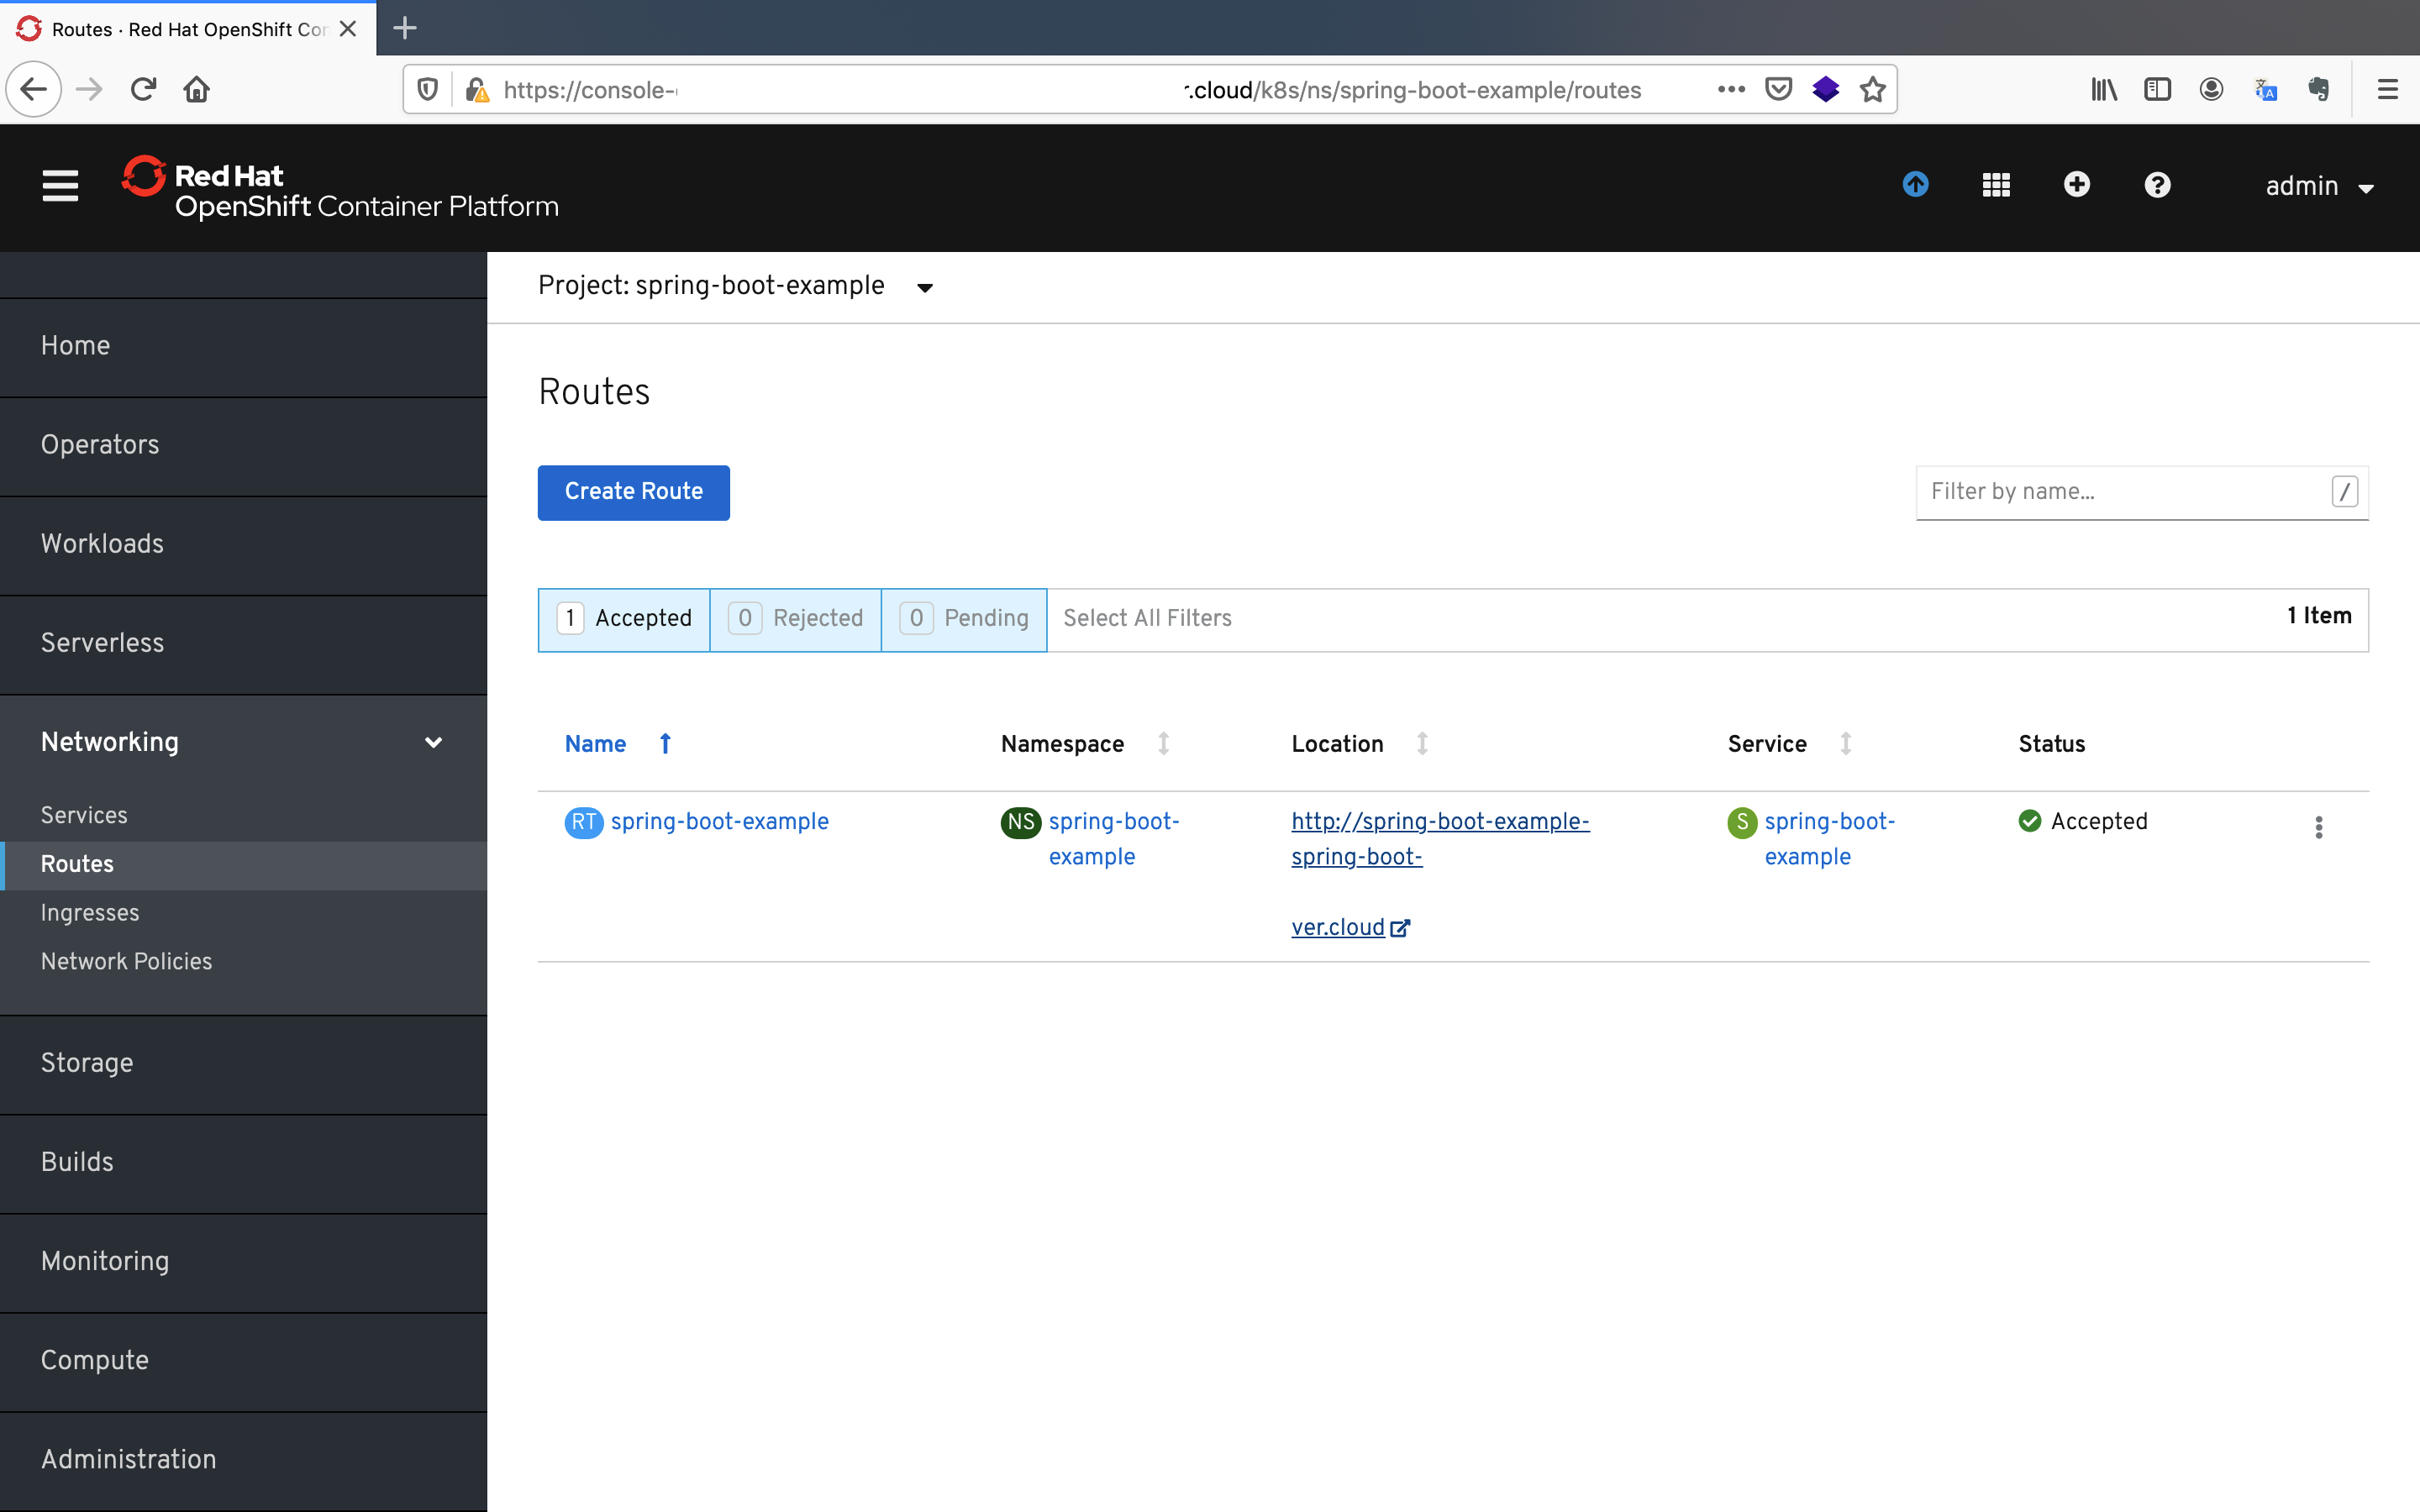 Routes · Red Hat OpenShift Con
https://console-
r.cloud/k8s/ns/spring-boot-example/routes
Red Hat
OpenShift Container Platform
admin
Project: spring-boot-example
Home
Operators
Workloads
Serverless
Networking
Services
Routes
Ingresses
Network Policies
Storage
Builds
Monitoring
Compute
Administration
Routes
Create Route
Filter by name...
/
1 Accepted
0 Rejected
0 Pending
Select All Filters
1 Item
Name
Namespace
Location
Service
Status
RT spring-boot-example
NS spring-boot-
example
http://spring-boot-example-
spring-boot-
ver.cloud
S spring-boot-
example
Accepted